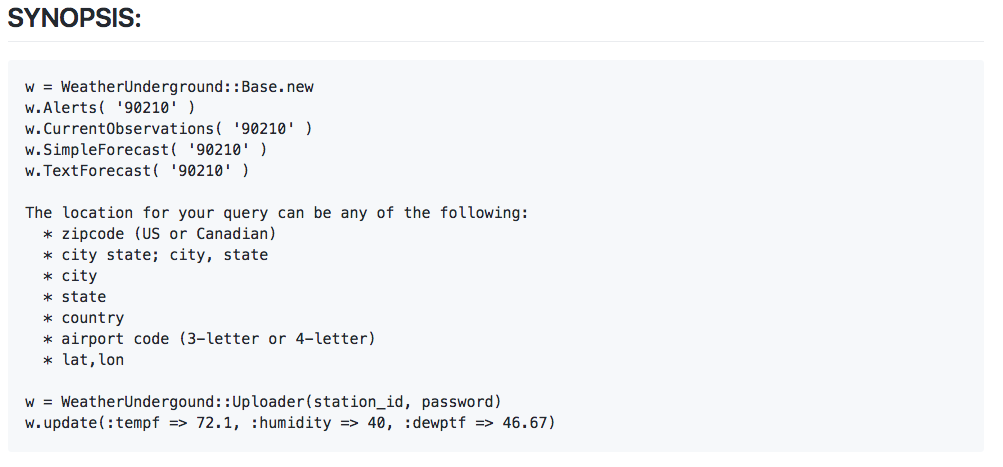 SYNOPSIS:
w = WeatherUnderground::Base.new
w.Alerts( '90210' )
w.CurrentObservations( '90210' )
w.SimpleForecast( '90210' )
w.TextForecast( '90210' )
The location for your query can be any of the following:
* zipcode (US or Canadian)
* city state; city, state
* city
* state
* country
* airport code (3-letter or 4-letter)
* lat,lon
w = WeatherUndergound::Uploader(station_id, password)
w.update(:tempf => 72.1, :humidity => 40, :dewptf => 46.67)